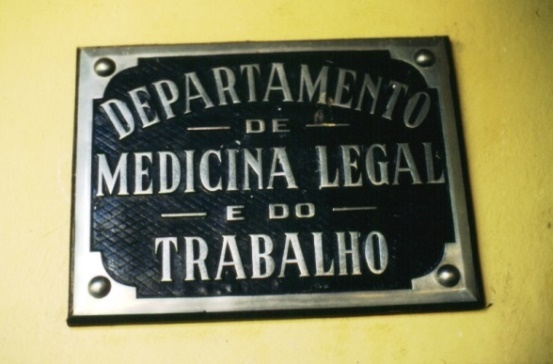 DEPARTAMENTO
DE
MEDICINA LEGAL
E DO
TRABALHO